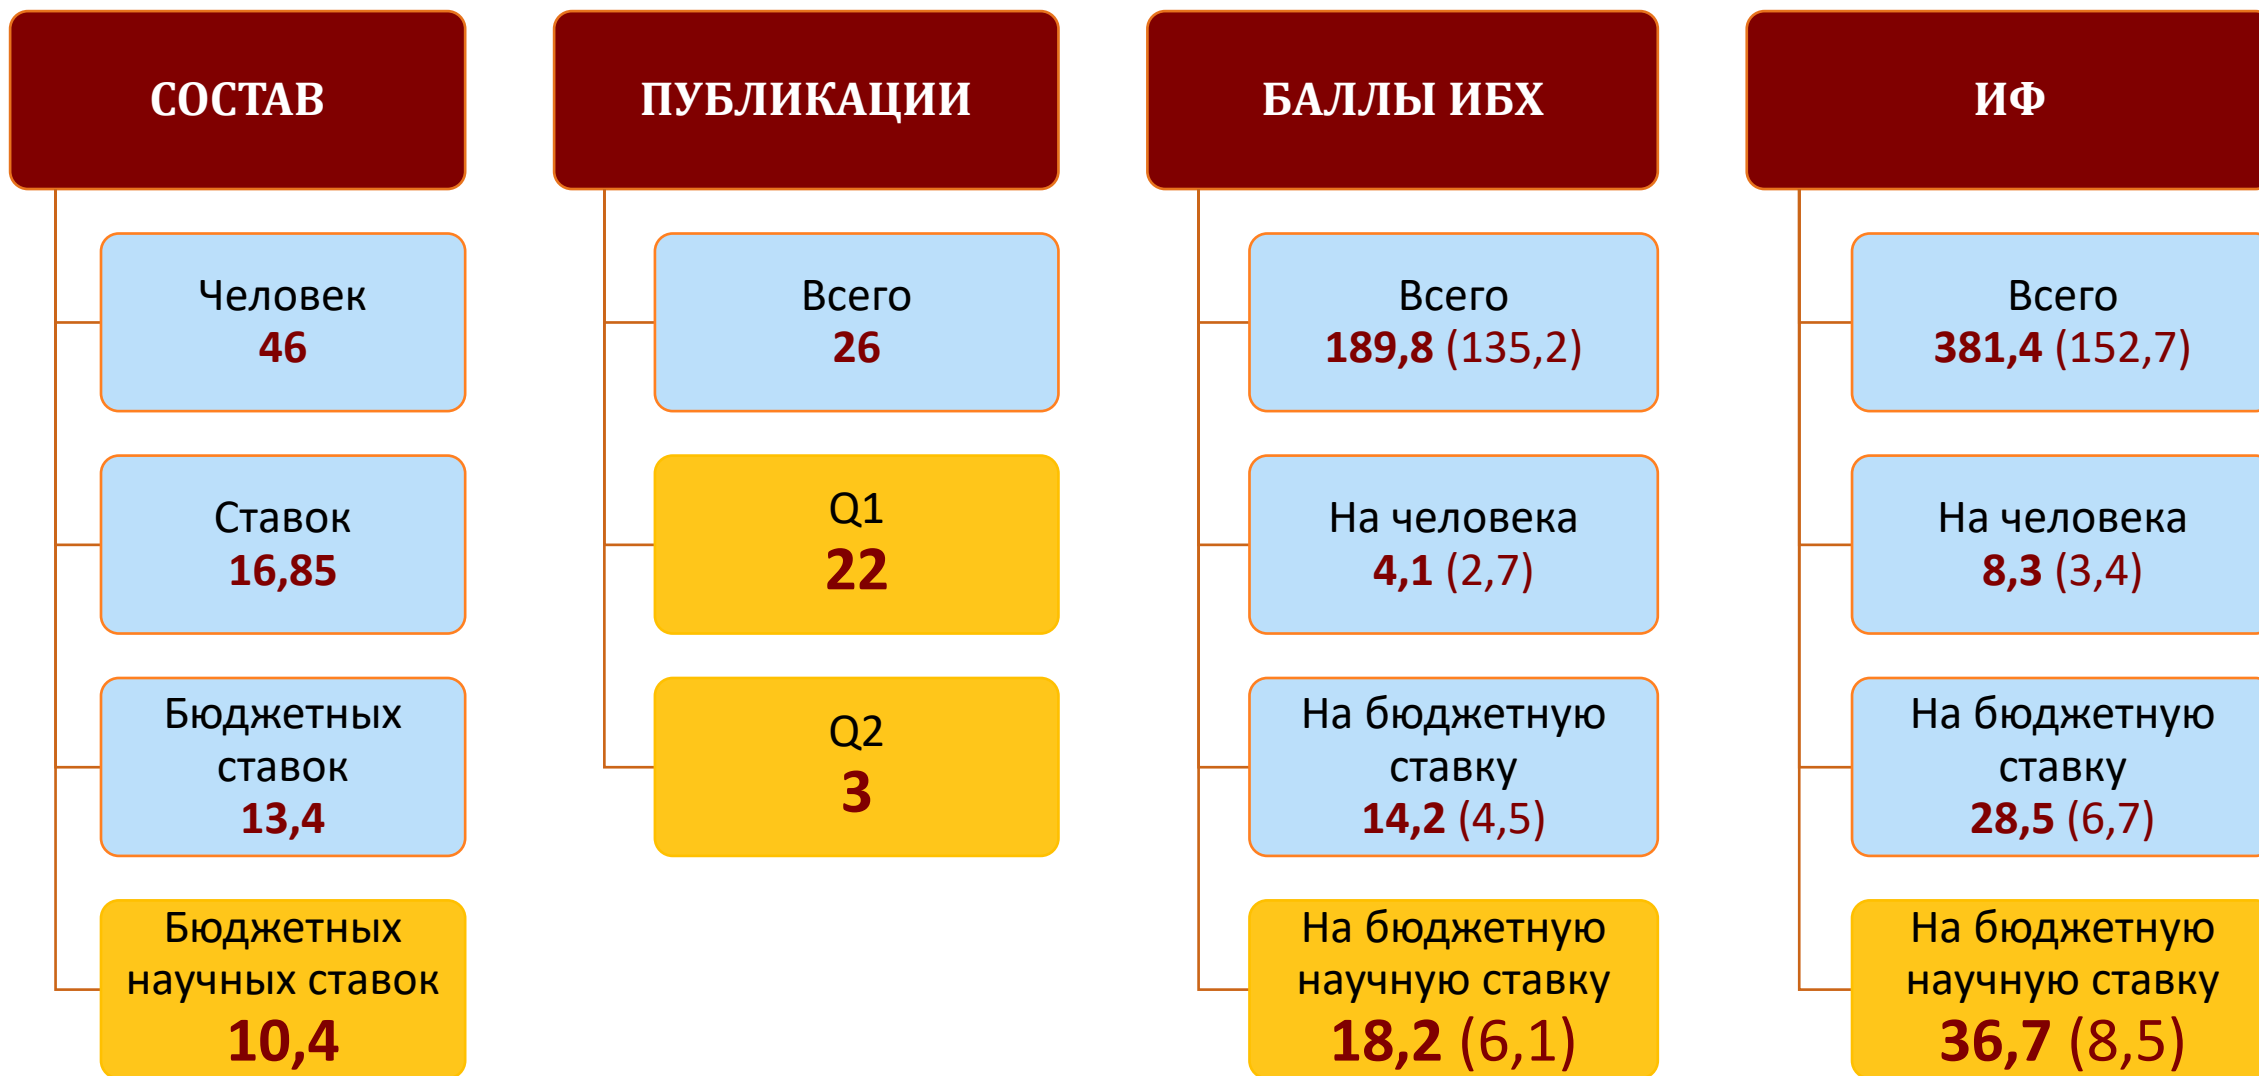 СОСТАВ
Человек
46
Ставок
16,85
Бюджетных
ставок
13,4
Бюджетных
научных ставок
10,4
ПУБЛИКАЦИИ
Всего
26
Q1
22
Q2
3
БАЛЛЫ ИБХ
Всего
189,8 (135,2)
На человека
4,1 (2,7)
На бюджетную
ставку
14,2 (4,5)
На бюджетную
научную ставку
18,2 (6,1)
ИФ
Всего
381,4 (152,7)
На человека
8,3 (3,4)
На бюджетную
ставку
28,5 (6,7)
На бюджетную
научную ставку
36,7 (8,5)